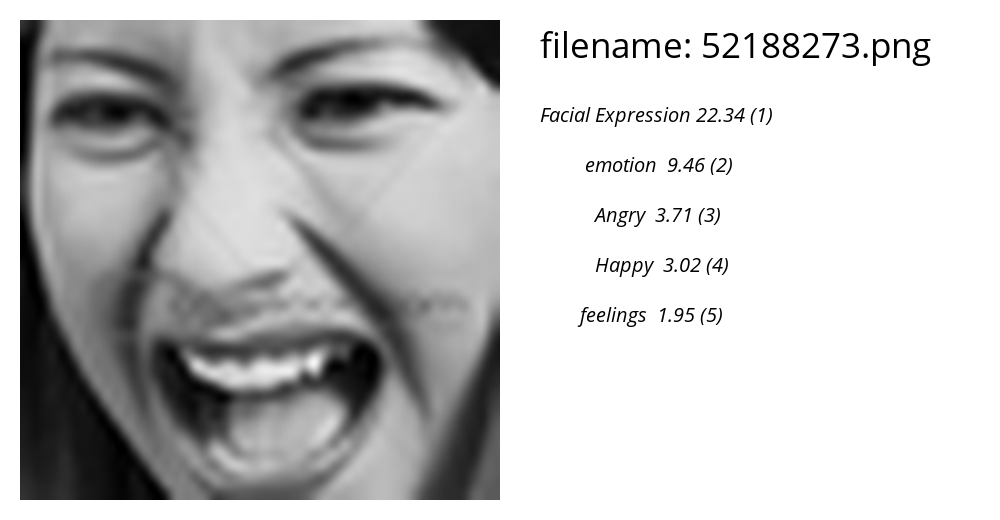 filename: 52188273.png
Facial Expression 22.34 (1)
emotion 9.46 (2)
Angry 3.71 (3)
Happy 3.02 (4)
feelings 1.95 (5)